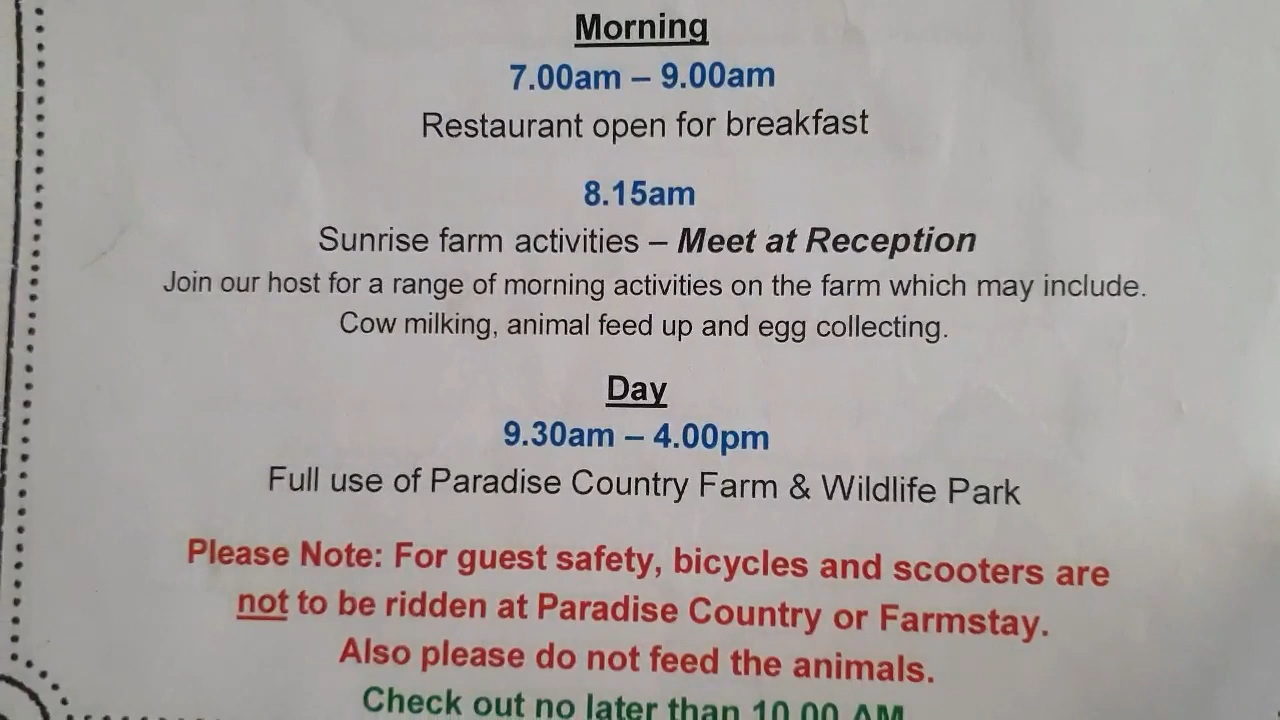 Morning
7.00am – 9.00am
Restaurant open for breakfast
8.15am
Sunrise farm activities – Meet at Reception
Join our host for a range of morning activities on the farm which may include.
Cow milking, animal feed up and egg collecting.
Day
9.30am – 4.00pm
Full use of Paradise Country Farm & Wildlife Park
Please Note: For guest safety, bicycles and scooters are
not to be ridden at Paradise Country or Farmstay.
Also please do not feed the animals.
Check out no later than 10.00 AM